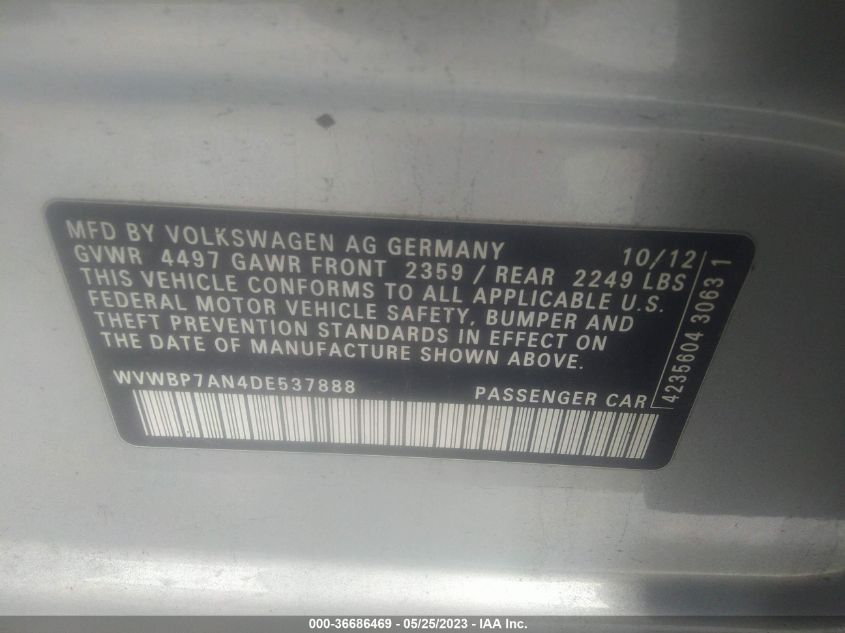 MFD BY VOLKSWAGEN AG GERMANY 10/12
GVWR 4497 GAWR FRONT 2359 / REAR 2249 LBS
THIS VEHICLE CONFORMS TO ALL APPLICABLE U.S.
FEDERAL MOTOR VEHICLE SAFETY, BUMPER AND
THEFT PREVENTION STANDARDS IN EFFECT ON
THE DATE OF MANUFACTURE SHOWN ABOVE.
WVWBP7AN4DE537888 PASSENGER CAR
4235604 3063 1
000-36686469 - 05/25/2023 - IAA Inc.